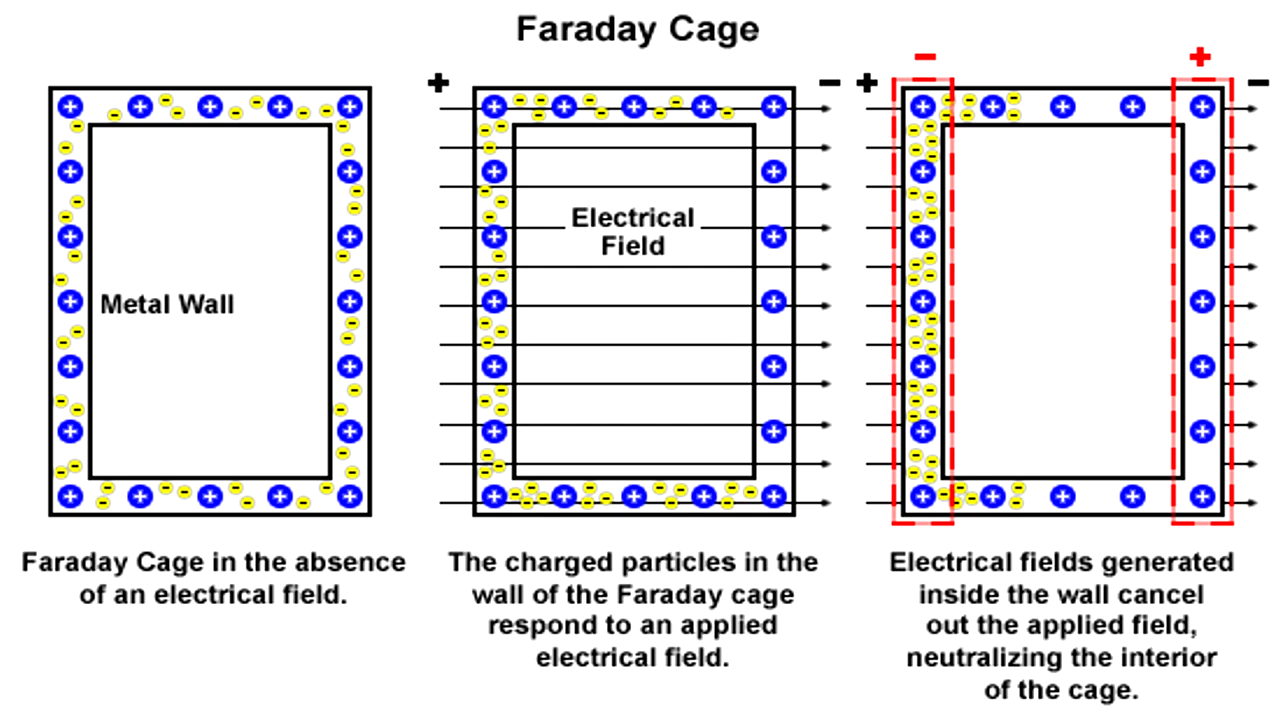 Faraday Cage
+ − + − + −
Metal Wall
Electrical
Field
Faraday Cage in the absence
of an electrical field.
The charged particles in the
wall of the Faraday cage
respond to an applied
electrical field.
Electrical fields generated
inside the wall cancel
out the applied field,
neutralizing the interior
of the cage.